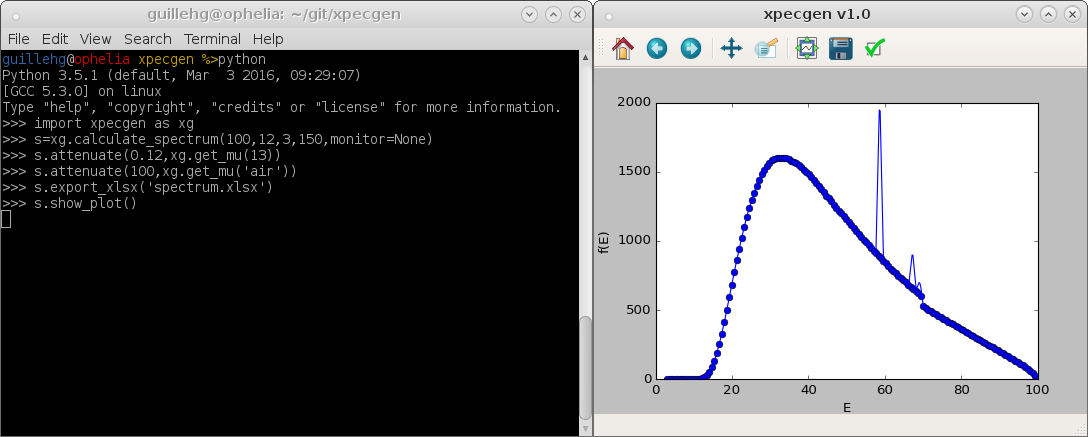 guillehg@ophelia: ~/git/xpecgen
File Edit View Search Terminal Help
guillehg@ophelia xpecgen %>python
Python 3.5.1 (default, Mar  3 2016, 09:29:07)
[GCC 5.3.0] on linux
Type "help", "copyright", "credits" or "license" for more information.
>>> import xpecgen as xg
>>> s=xg.calculate_spectrum(100,12,3,150,monitor=None)
>>> s.attenuate(0.12,xg.get_mu(13))
>>> s.attenuate(100,xg.get_mu('air'))
>>> s.export_xlsx('spectrum.xlsx')
>>> s.show_plot()
xpecgen v1.0
2000
1500
1000
500
0
f(E)
0 20 40 60 80 100
E